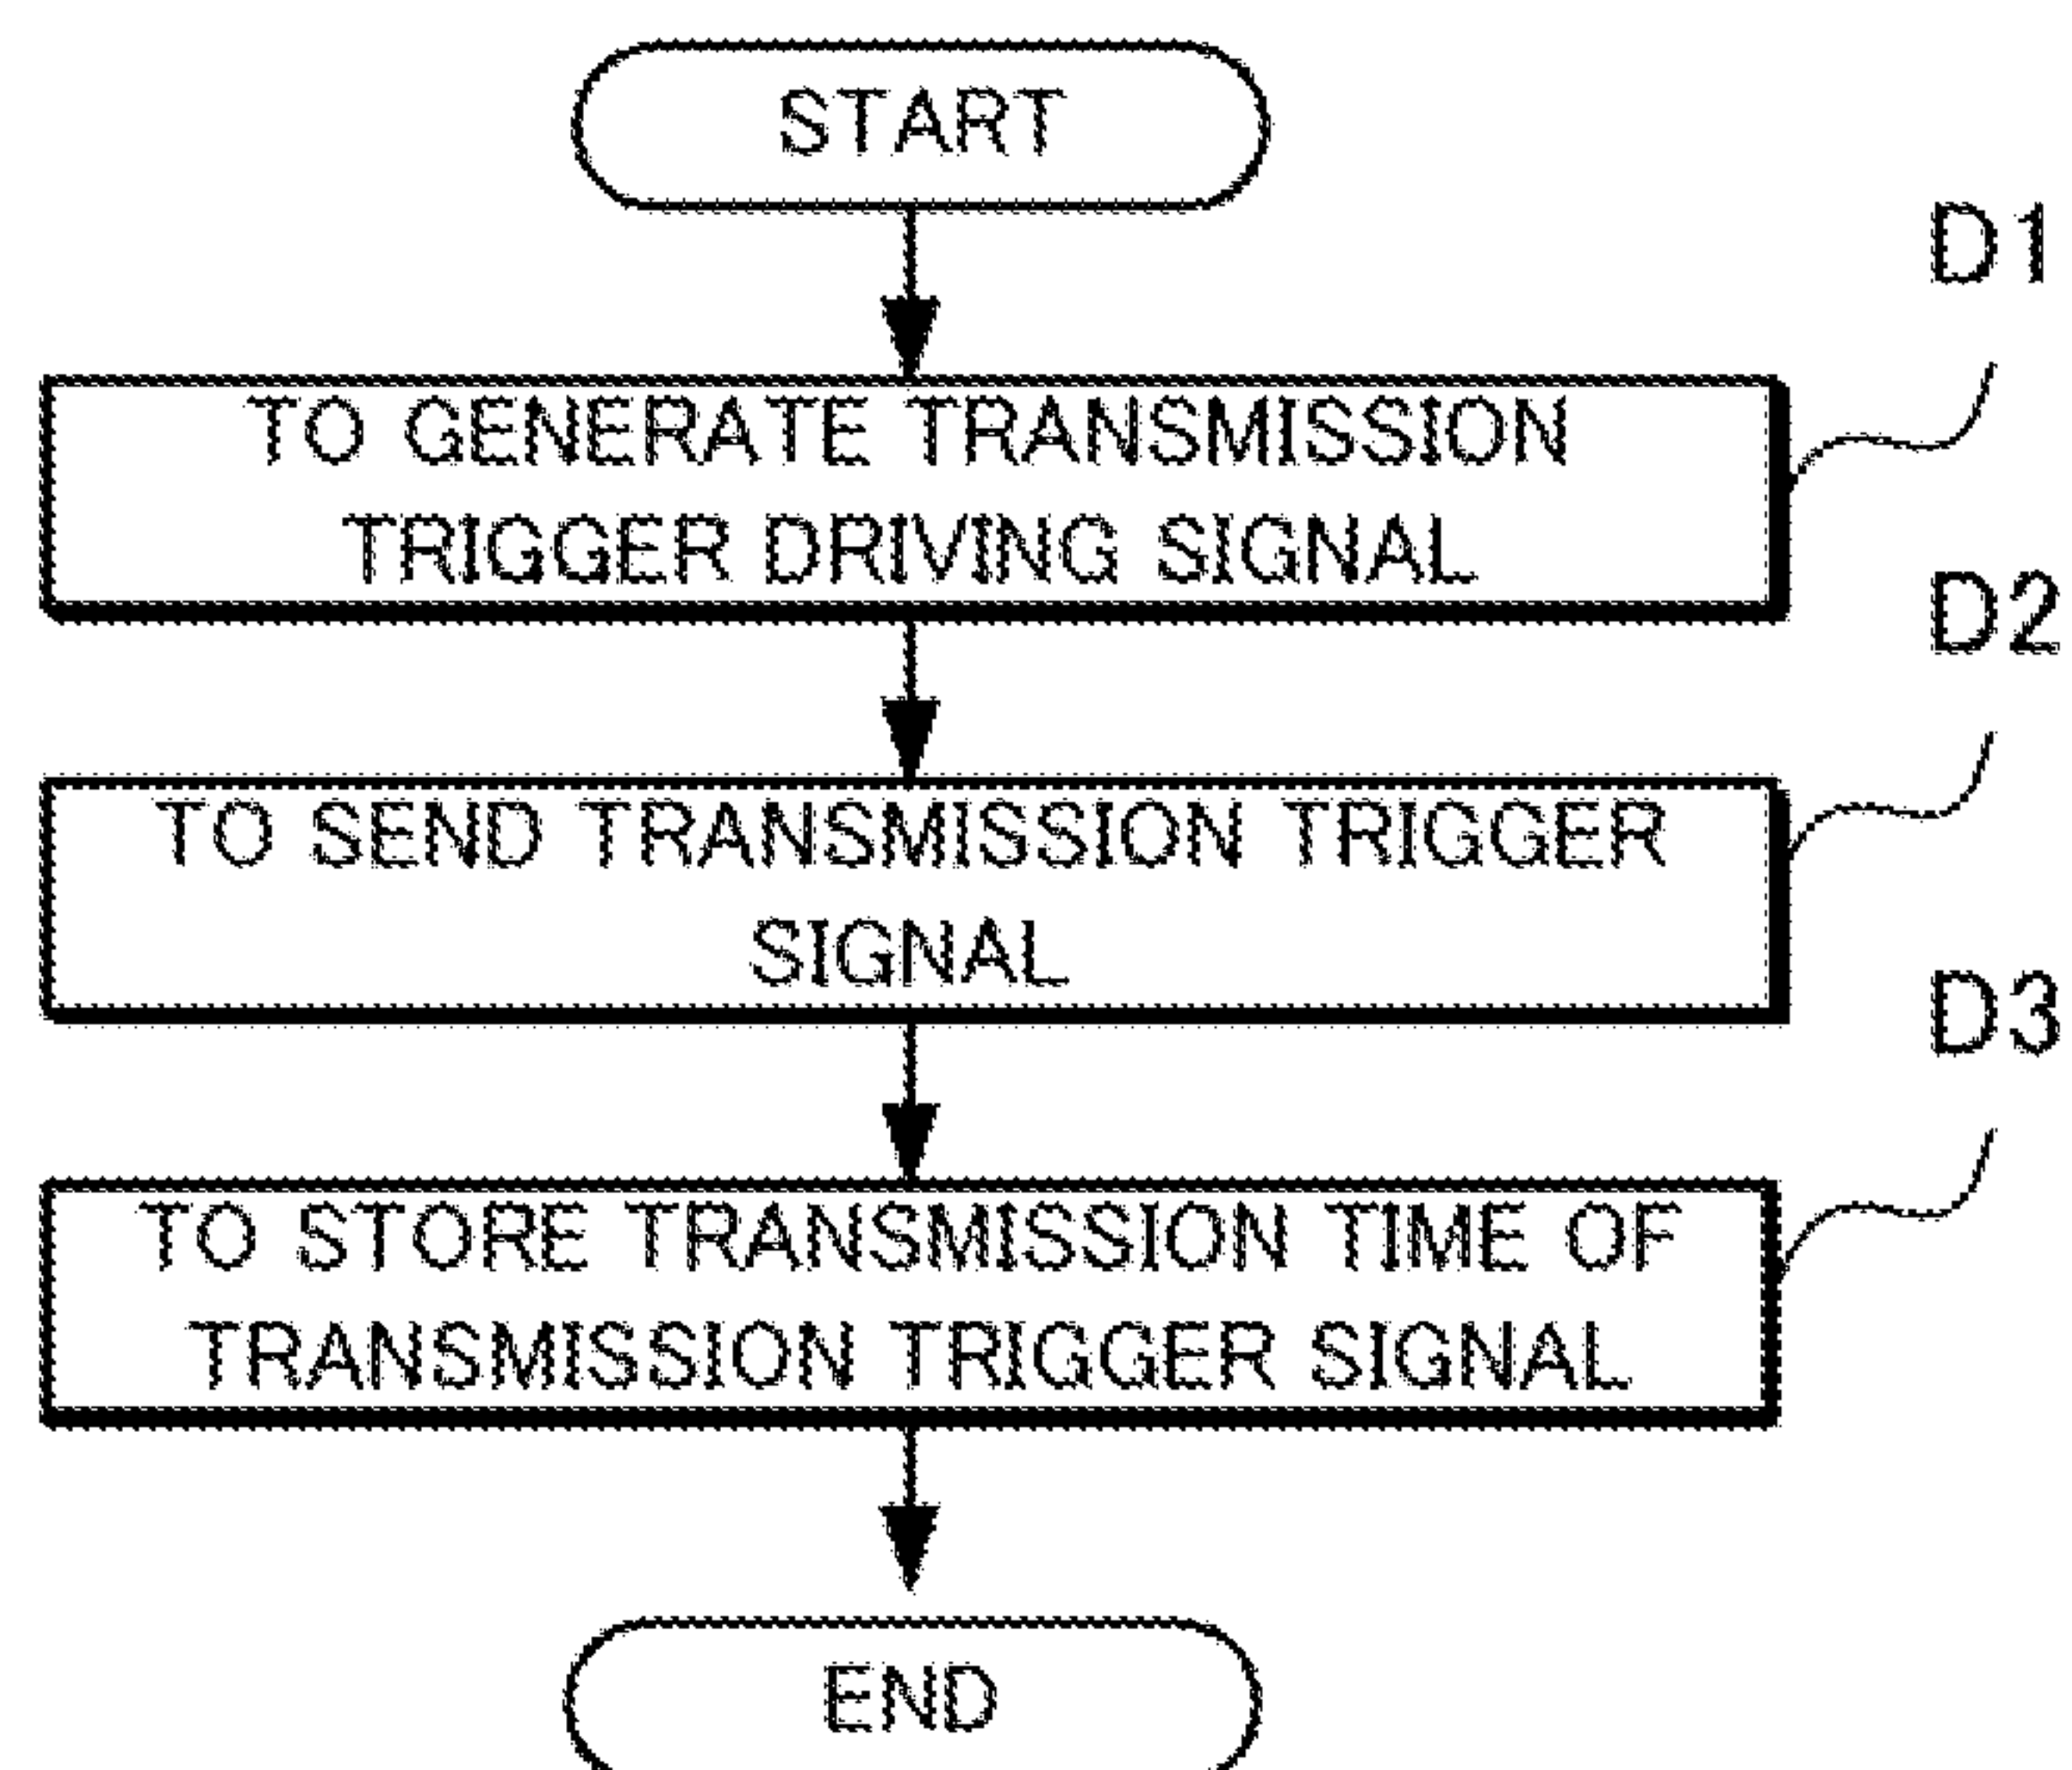 START
D1
TO GENERATE TRANSMISSION
TRIGGER DRIVING SIGNAL
D2
TO SEND TRANSMISSION TRIGGER
SIGNAL
D3
TO STORE TRANSMISSION TIME OF
TRANSMISSION TRIGGER SIGNAL
END